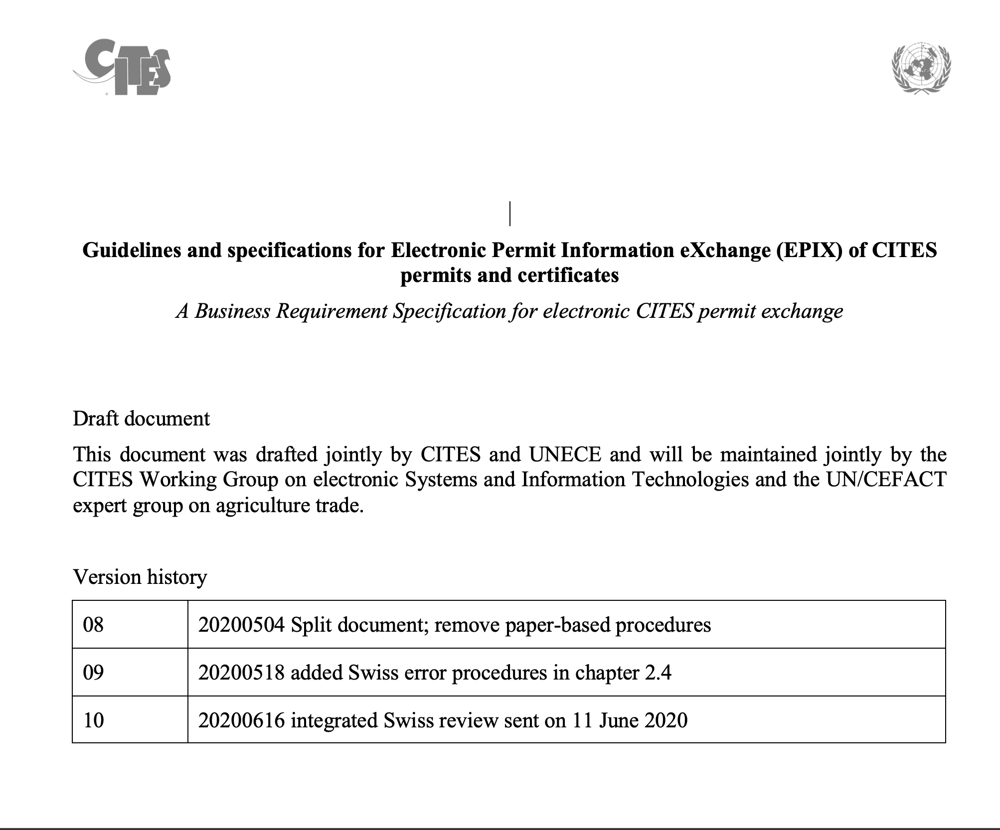 CITES
©
Guidelines and specifications for Electronic Permit Information eXchange (EPIX) of CITES
permits and certificates
A Business Requirement Specification for electronic CITES permit exchange
Draft document
This document was drafted jointly by CITES and UNECE and will be maintained jointly by the
CITES Working Group on electronic Systems and Information Technologies and the UN/CEFACT
expert group on agriculture trade.
Version history
08 20200504 Split document; remove paper-based procedures
09 20200518 added Swiss error procedures in chapter 2.4
10 20200616 integrated Swiss review sent on 11 June 2020